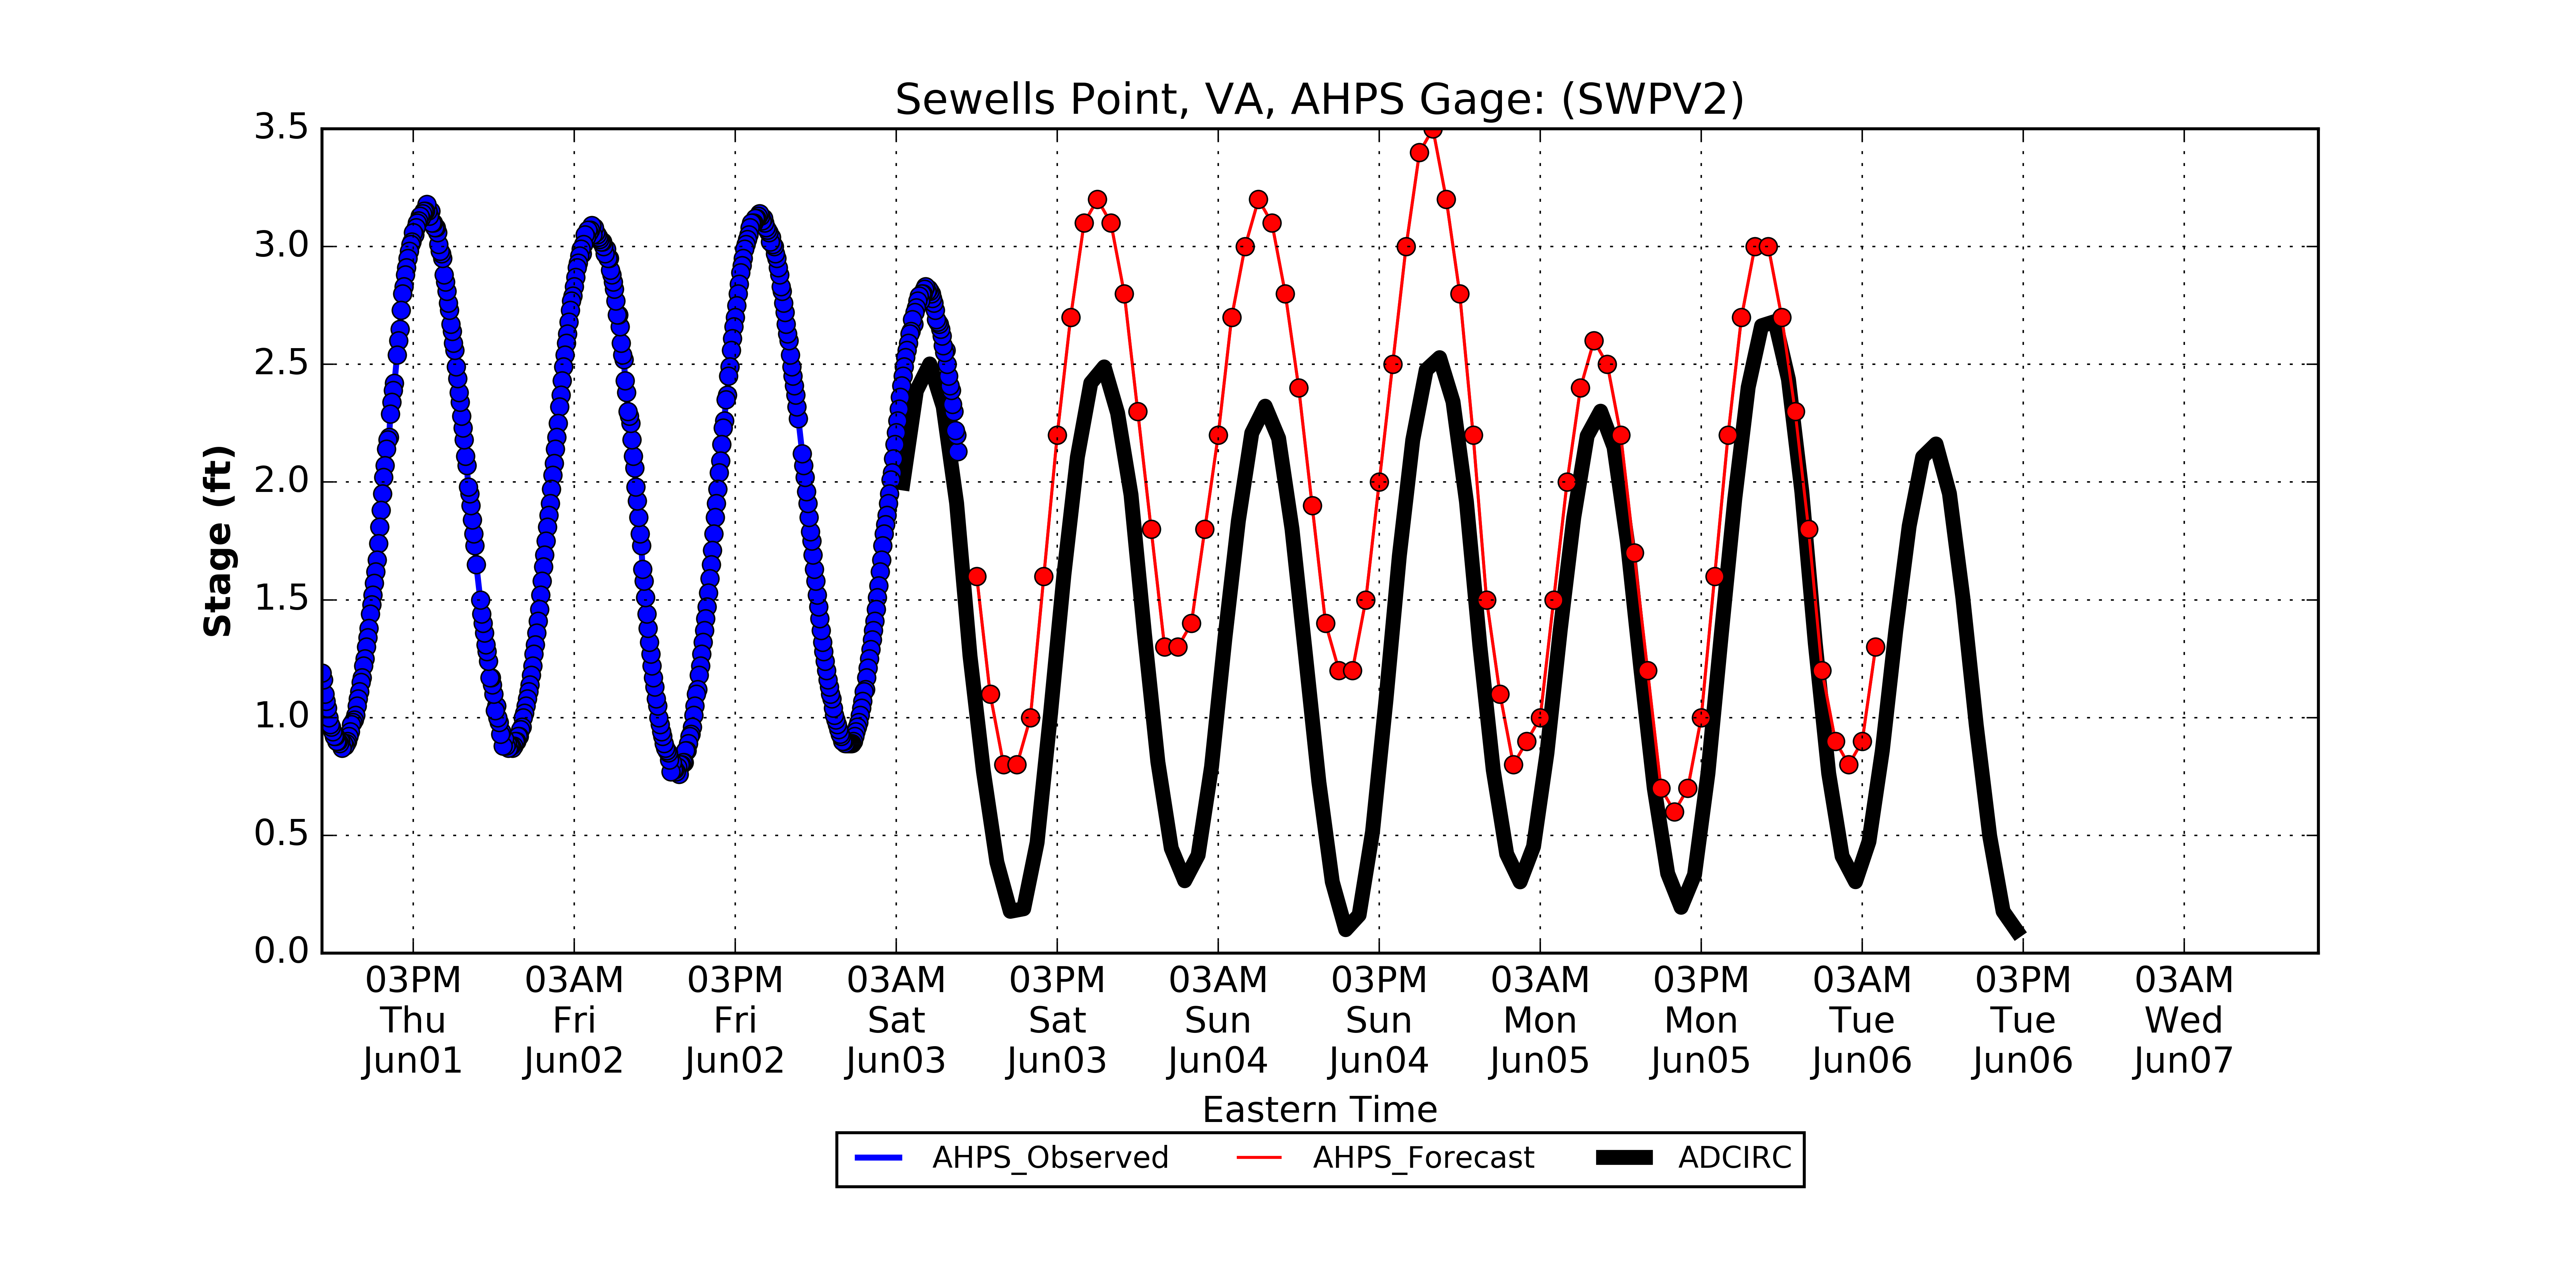 Sewells Point, VA, AHPS Gage: (SWPV2)
3.5
3.0
2.5
2.0
1.5
1.0
0.5
0.0
Stage (ft)
03PM 03AM 03PM 03AM 03PM 03AM 03PM 03AM 03PM 03AM 03PM 03AM
Thu Fri Fri Sat Sat Sun Sun Mon Mon Tue Tue Wed
Jun01 Jun02 Jun02 Jun03 Jun03 Jun04 Jun04 Jun05 Jun05 Jun06 Jun06 Jun07
Eastern Time
AHPS_Observed AHPS_Forecast ADCIRC